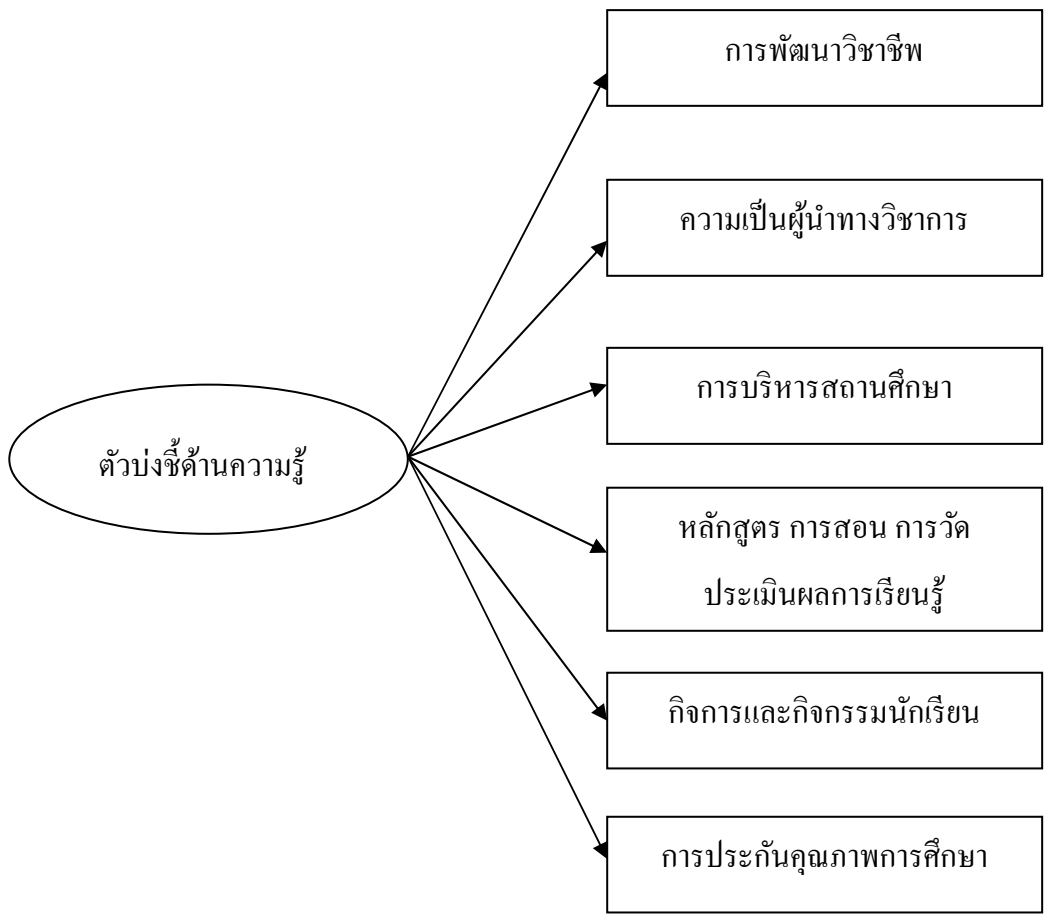 การพัฒนาวิชาชีพ
ความเป็นผู้นำทางวิชาการ
การบริหารสถานศึกษา
ตัวบ่งชี้ด้านความรู้
หลักสูตร การสอน การวัด
ประเมินผลการเรียนรู้
กิจการและกิจกรรมนักเรียน
การประกันคุณภาพการศึกษา